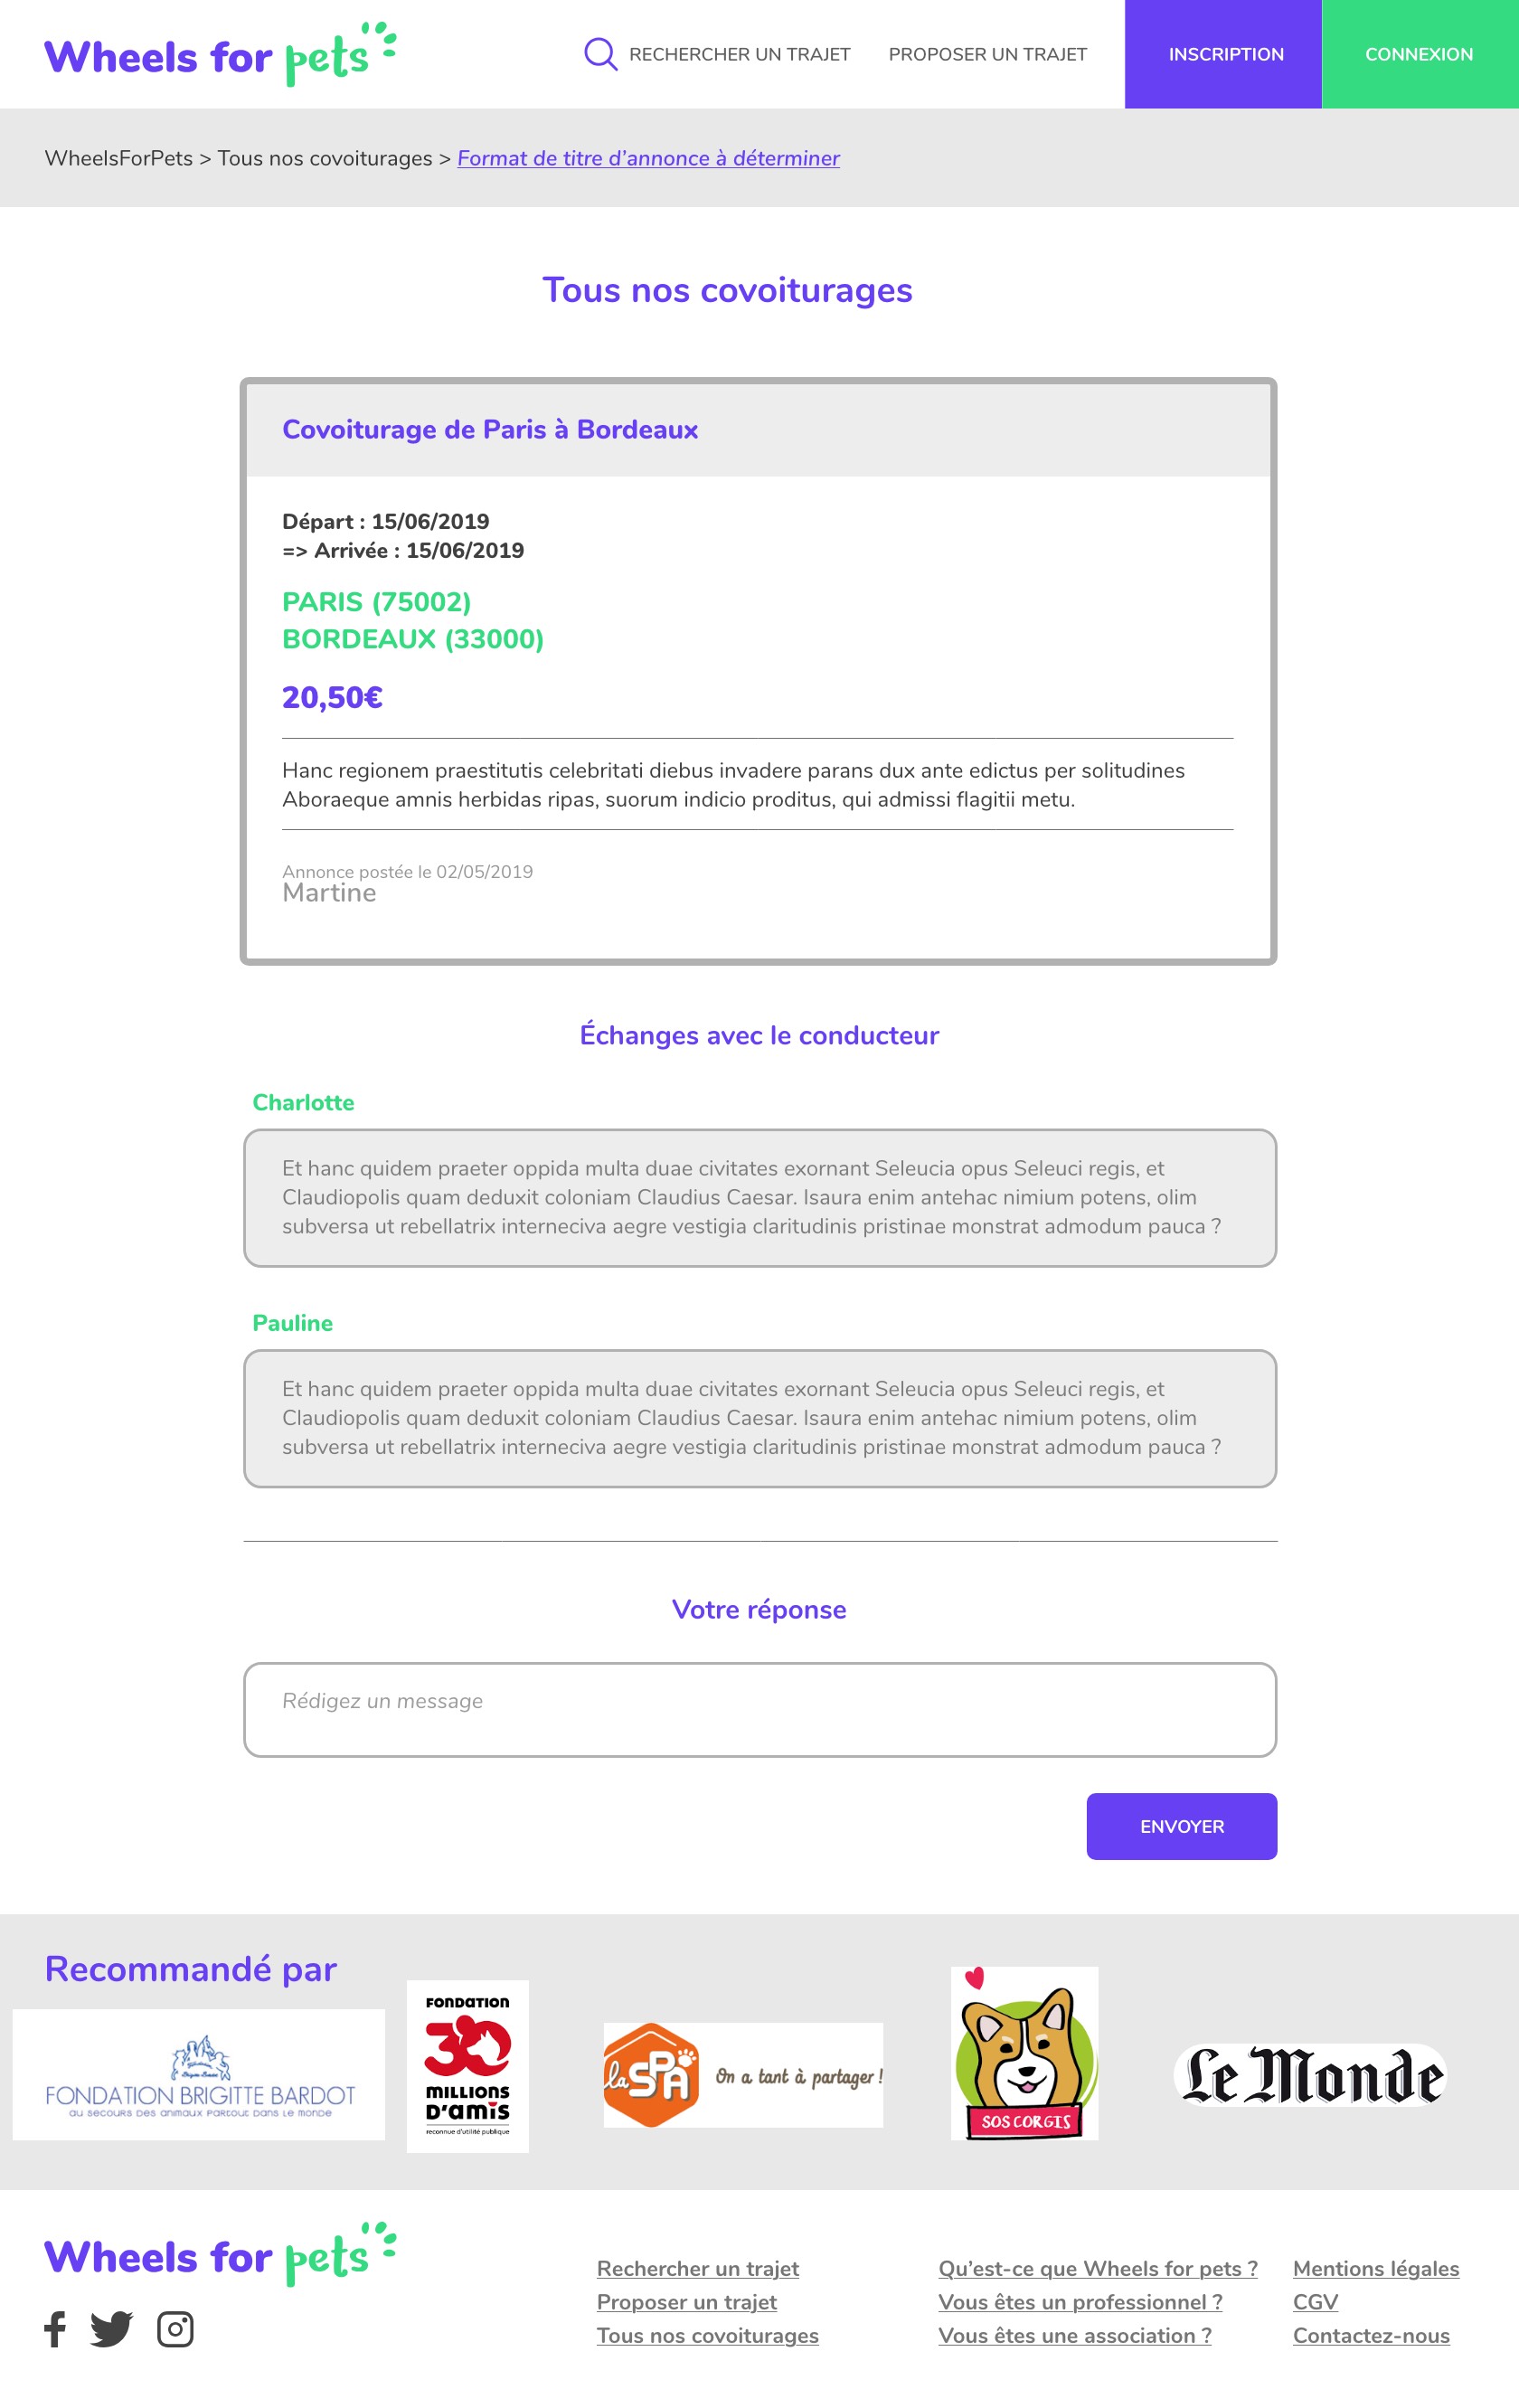 Wheels for pets
RECHERCHER UN TRAJET
PROPOSER UN TRAJET
INSCRIPTION
CONNEXION
WheelsForPets > Tous nos covoiturages > Format de titre d’annonce à déterminer
Tous nos covoiturages
Covoiturage de Paris à Bordeaux
Départ : 15/06/2019
=> Arrivée : 15/06/2019
PARIS (75002)
BORDEAUX (33000)
20,50€
Hanc regionem praestitutis celebritati diebus invadere parans dux ante edictus per solitudines
Aboraeque amnis herbidas ripas, suorum indicio proditus, qui admissi flagitii metu.
Annonce postée le 02/05/2019
Martine
Échanges avec le conducteur
Charlotte
Et hanc quidem praeter oppida multa duae civitates exornant Seleucia opus Seleuci regis, et
Claudiopolis quam deduxit coloniam Claudius Caesar. Isaura enim antehac nimium potens, olim
subversa ut rebellatrix interneciva aegre vestigia claritudinis pristinae monstrat admodum pauca ?
Pauline
Et hanc quidem praeter oppida multa duae civitates exornant Seleucia opus Seleuci regis, et
Claudiopolis quam deduxit coloniam Claudius Caesar. Isaura enim antehac nimium potens, olim
subversa ut rebellatrix interneciva aegre vestigia claritudinis pristinae monstrat admodum pauca ?
Votre réponse
Rédigez un message
ENVOYER
Recommandé par
FONDATION BRIGITTE BARDOT
au secours des animaux partout dans le monde
FONDATION
30
MILLIONS
D'AMIS
reconnue d'utilité publique
la SPA
On a tant à partager !
SOS CORGIS
Le Monde
Wheels for pets
Rechercher un trajet
Proposer un trajet
Tous nos covoiturages
Qu’est-ce que Wheels for pets ?
Vous êtes un professionnel ?
Vous êtes une association ?
Mentions légales
CGV
Contactez-nous